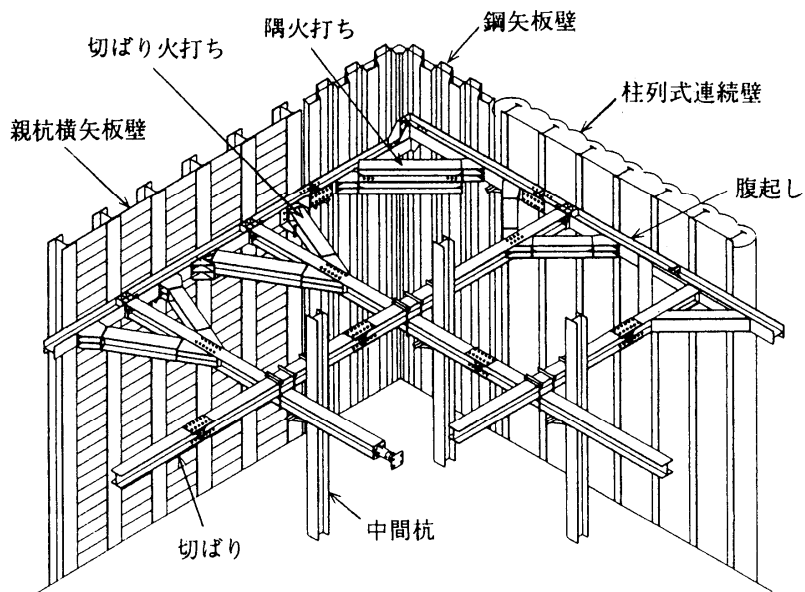 隅火打ち
鋼矢板壁
切ばり火打ち
柱列式連続壁
親杭横矢板壁
腹起し
中間杭
切ばり